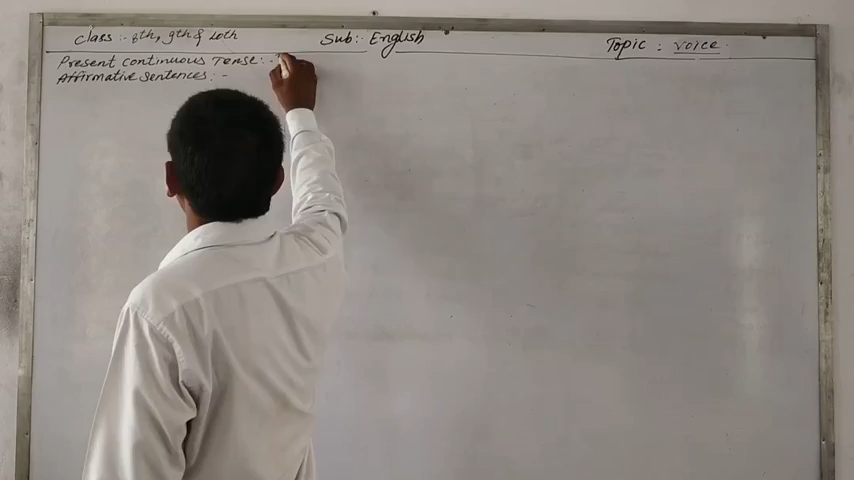 Class :- 8th, 9th & 10th Sub:- English Topic : voice.
Present Continuous Tense :-
Affirmative Sentences :-